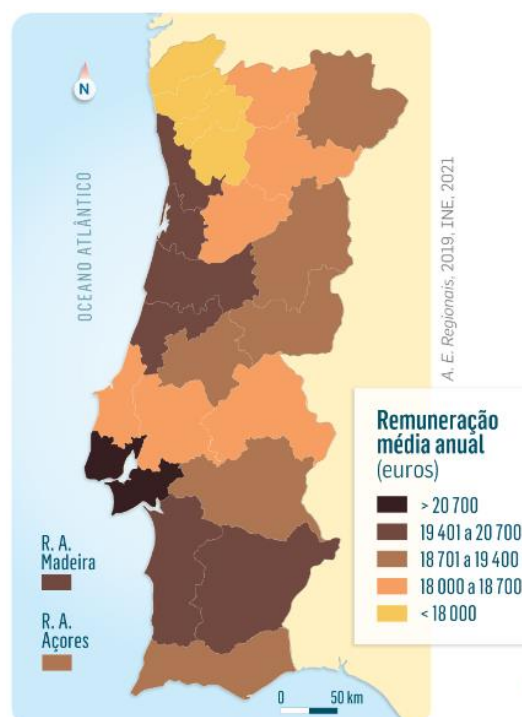 N
OCEANO ATLÂNTICO
A. E. Regionais, 2019, INE, 2021
Remuneração
média anual
(euros)
> 20 700
19 401 a 20 700
18 701 a 19 400
18 000 a 18 700
< 18 000
R. A.
Madeira
R. A.
Açores
0 50 km